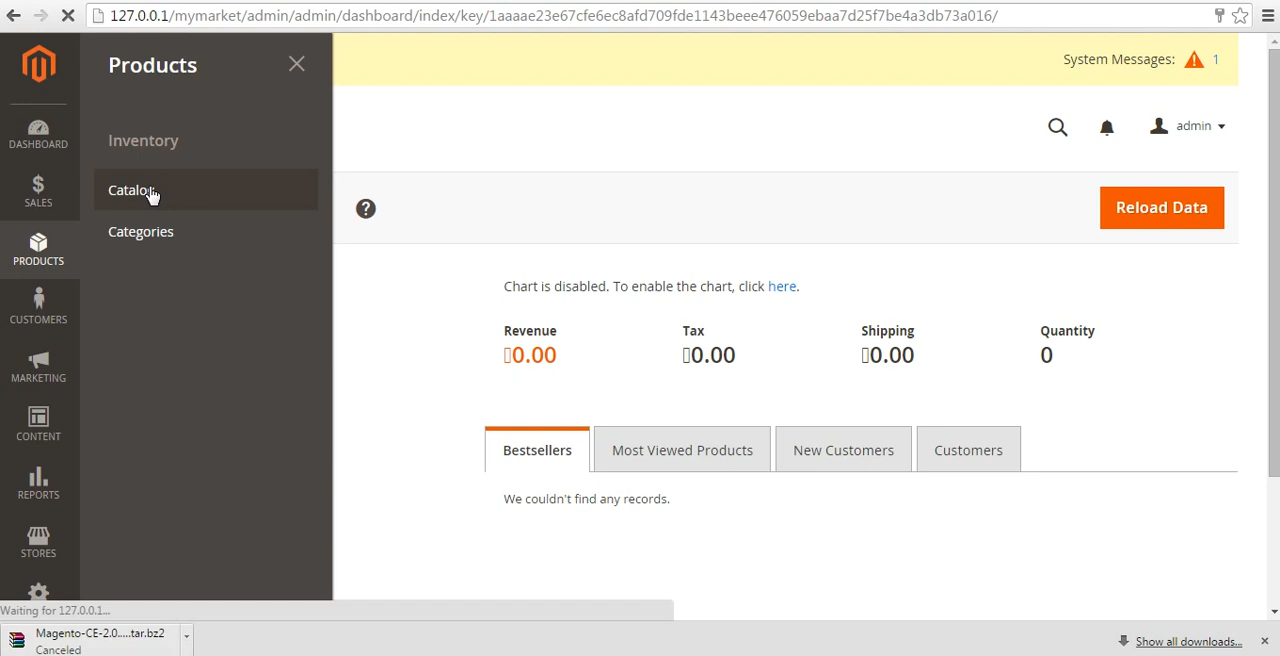 127.0.0.1/mymarket/admin/admin/dashboard/index/key/1aaaae23e67cfe6ec8afd709fde1143beee476059ebaa7d25f7be4a3db73a016/
Products
System Messages: 1
admin
DASHBOARD
Inventory
SALES
Catalog
Reload Data
PRODUCTS
Categories
CUSTOMERS
Chart is disabled. To enable the chart, click here.
Revenue Tax Shipping Quantity
0.00 0.00 0.00 0
MARKETING
CONTENT
Bestsellers Most Viewed Products New Customers Customers
REPORTS
We couldn't find any records.
STORES
Waiting for 127.0.0.1...
Magento-CE-2.0.....tar.bz2
Canceled
Show all downloads...